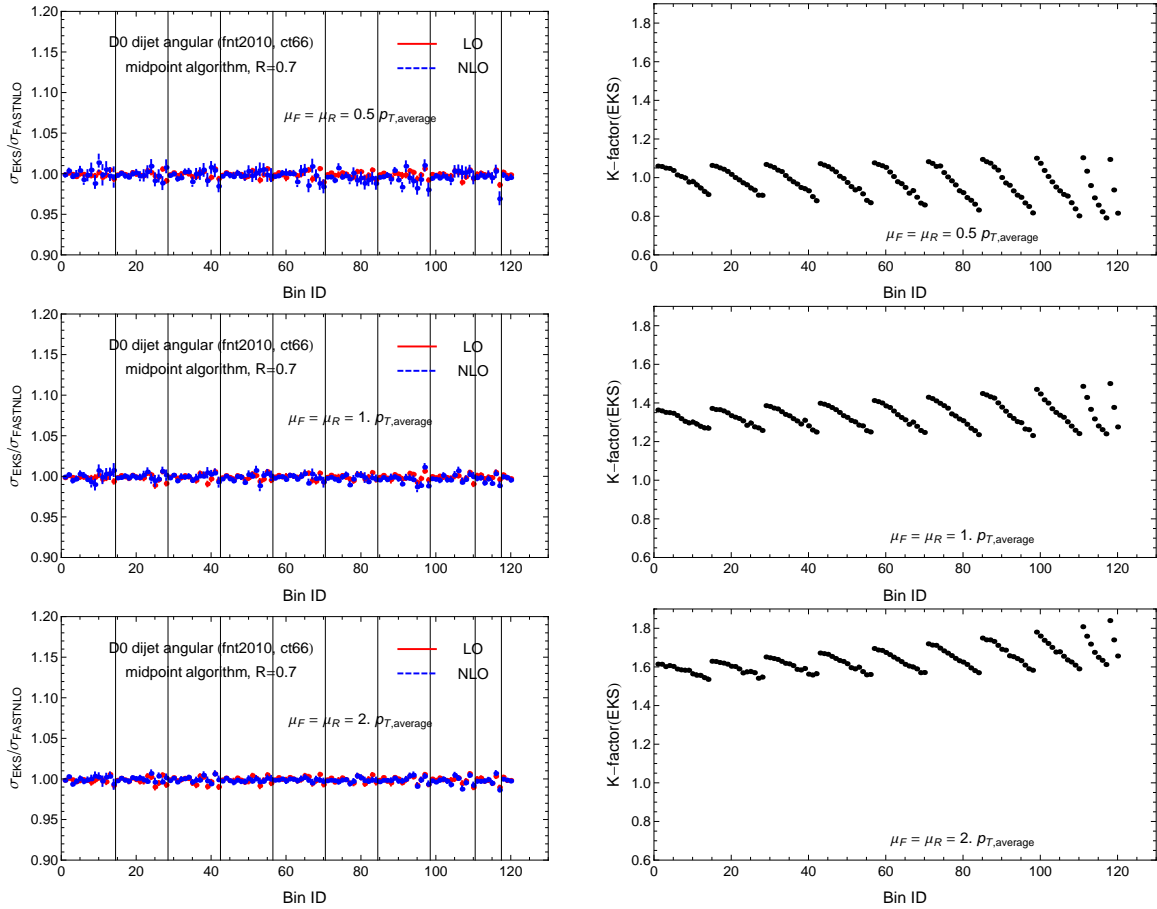 D0 dijet angular (fnt2010, ct66)
midpoint algorithm, R=0.7
LO
NLO
μF = μR = 0.5 pT,average
σEKS/σFASTNLO
1.20
1.15
1.10
1.05
1.00
0.95
0.90
0 20 40 60 80 100 120
Bin ID
K-factor(EKS)
1.8
1.6
1.4
1.2
1.0
0.8
0.6
μF = μR = 0.5 pT,average
0 20 40 60 80 100 120
Bin ID
D0 dijet angular (fnt2010, ct66)
midpoint algorithm, R=0.7
LO
NLO
μF = μR = 1. pT,average
σEKS/σFASTNLO
1.20
1.15
1.10
1.05
1.00
0.95
0.90
0 20 40 60 80 100 120
Bin ID
K-factor(EKS)
1.8
1.6
1.4
1.2
1.0
0.8
0.6
μF = μR = 1. pT,average
0 20 40 60 80 100 120
Bin ID
D0 dijet angular (fnt2010, ct66)
midpoint algorithm, R=0.7
LO
NLO
μF = μR = 2. pT,average
σEKS/σFASTNLO
1.20
1.15
1.10
1.05
1.00
0.95
0.90
0 20 40 60 80 100 120
Bin ID
K-factor(EKS)
1.8
1.6
1.4
1.2
1.0
0.8
0.6
μF = μR = 2. pT,average
0 20 40 60 80 100 120
Bin ID